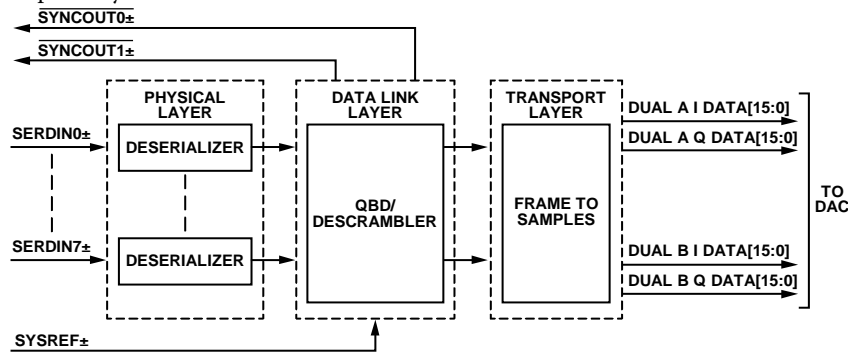 SYNCOUT0±
SYNCOUT1±
PHYSICAL
LAYER
DATA LINK
LAYER
TRANSPORT
LAYER
SERDIN0±
DESERIALIZER
DUAL A I DATA[15:0]
DUAL A Q DATA[15:0]
QBD/
DESCRAMBLER
FRAME TO
SAMPLES
TO
DAC
SERDIN7±
DESERIALIZER
DUAL B I DATA[15:0]
DUAL B Q DATA[15:0]
SYSREF±